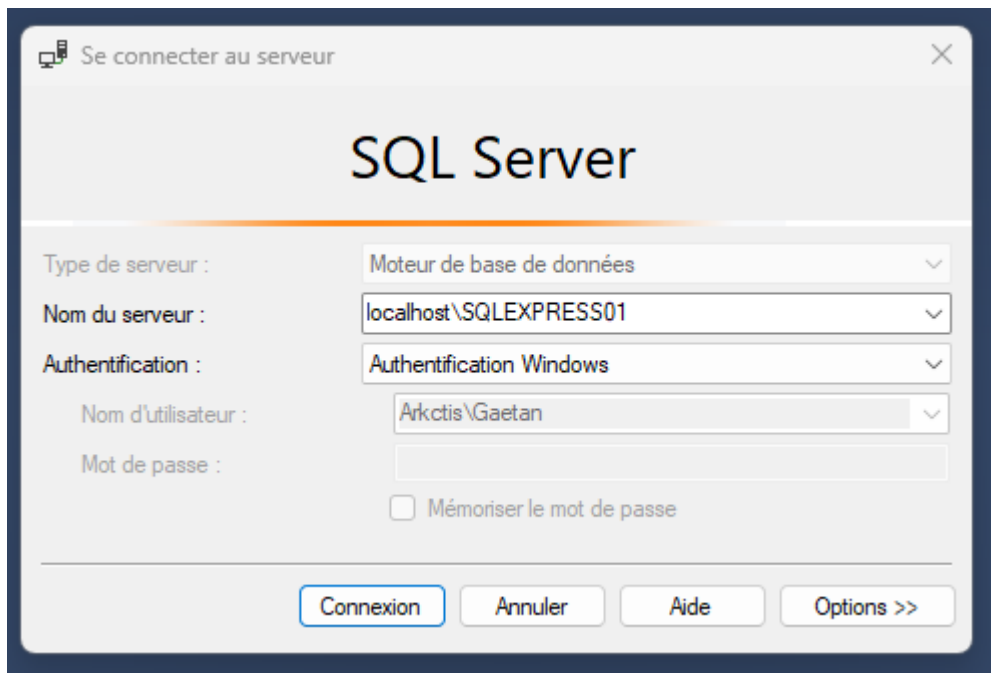 Se connecter au serveur
SQL Server
Type de serveur : Moteur de base de données
Nom du serveur : localhost\SQLEXPRESS01
Authentification : Authentification Windows
Nom d'utilisateur : Arkctis\Gaetan
Mot de passe :
Mémoriser le mot de passe
Connexion Annuler Aide Options >>